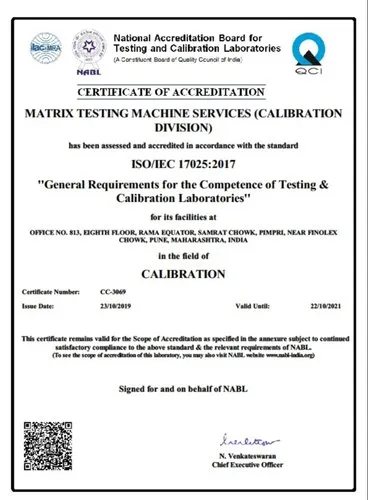 National Accreditation Board for
Testing and Calibration Laboratories
(A Constituent Board of Quality Council of India)
ilac-MRA
NABL
QCI
CERTIFICATE OF ACCREDITATION
MATRIX TESTING MACHINE SERVICES (CALIBRATION
DIVISION)
has been assessed and accredited in accordance with the standard
ISO/IEC 17025:2017
"General Requirements for the Competence of Testing &
Calibration Laboratories"
for its facilities at
OFFICE NO. 813, EIGHTH FLOOR, RAMA EQUATOR, SAMRAT CHOWK, PIMPRI, NEAR FINOLEX
CHOWK, PUNE, MAHARASHTRA, INDIA
in the field of
CALIBRATION
Certificate Number: CC-3069
Issue Date: 23/10/2019 Valid Until: 22/10/2021
This certificate remains valid for the Scope of Accreditation as specified in the annexure subject to continued
satisfactory compliance to the above standard & the relevant requirements of NABL.
(To see the scope of accreditation of this laboratory, you may also visit NABL website www.nabl-india.org)
Signed for and on behalf of NABL
N. Venkateswaran
Chief Executive Officer